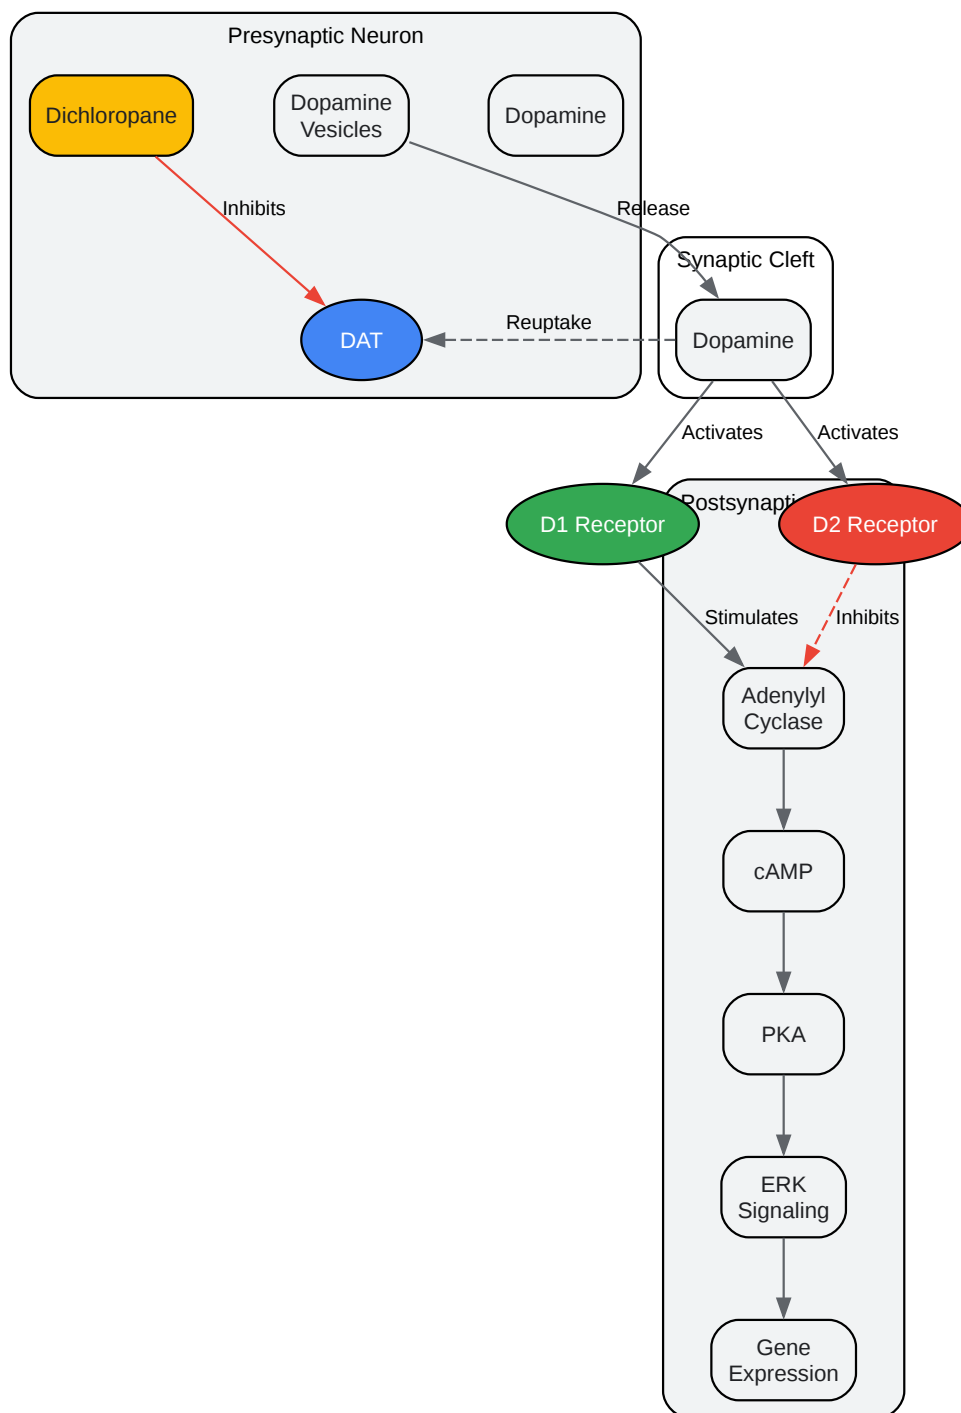 Presynaptic Neuron
Dichloropane
Dopamine
Vesicles
Dopamine
Inhibits
Release
Synaptic Cleft
DAT
Reuptake
Dopamine
Activates
Activates
D1 Receptor
D2 Receptor
Stimulates
Inhibits
Adenylyl
Cyclase
cAMP
PKA
ERK
Signaling
Gene
Expression